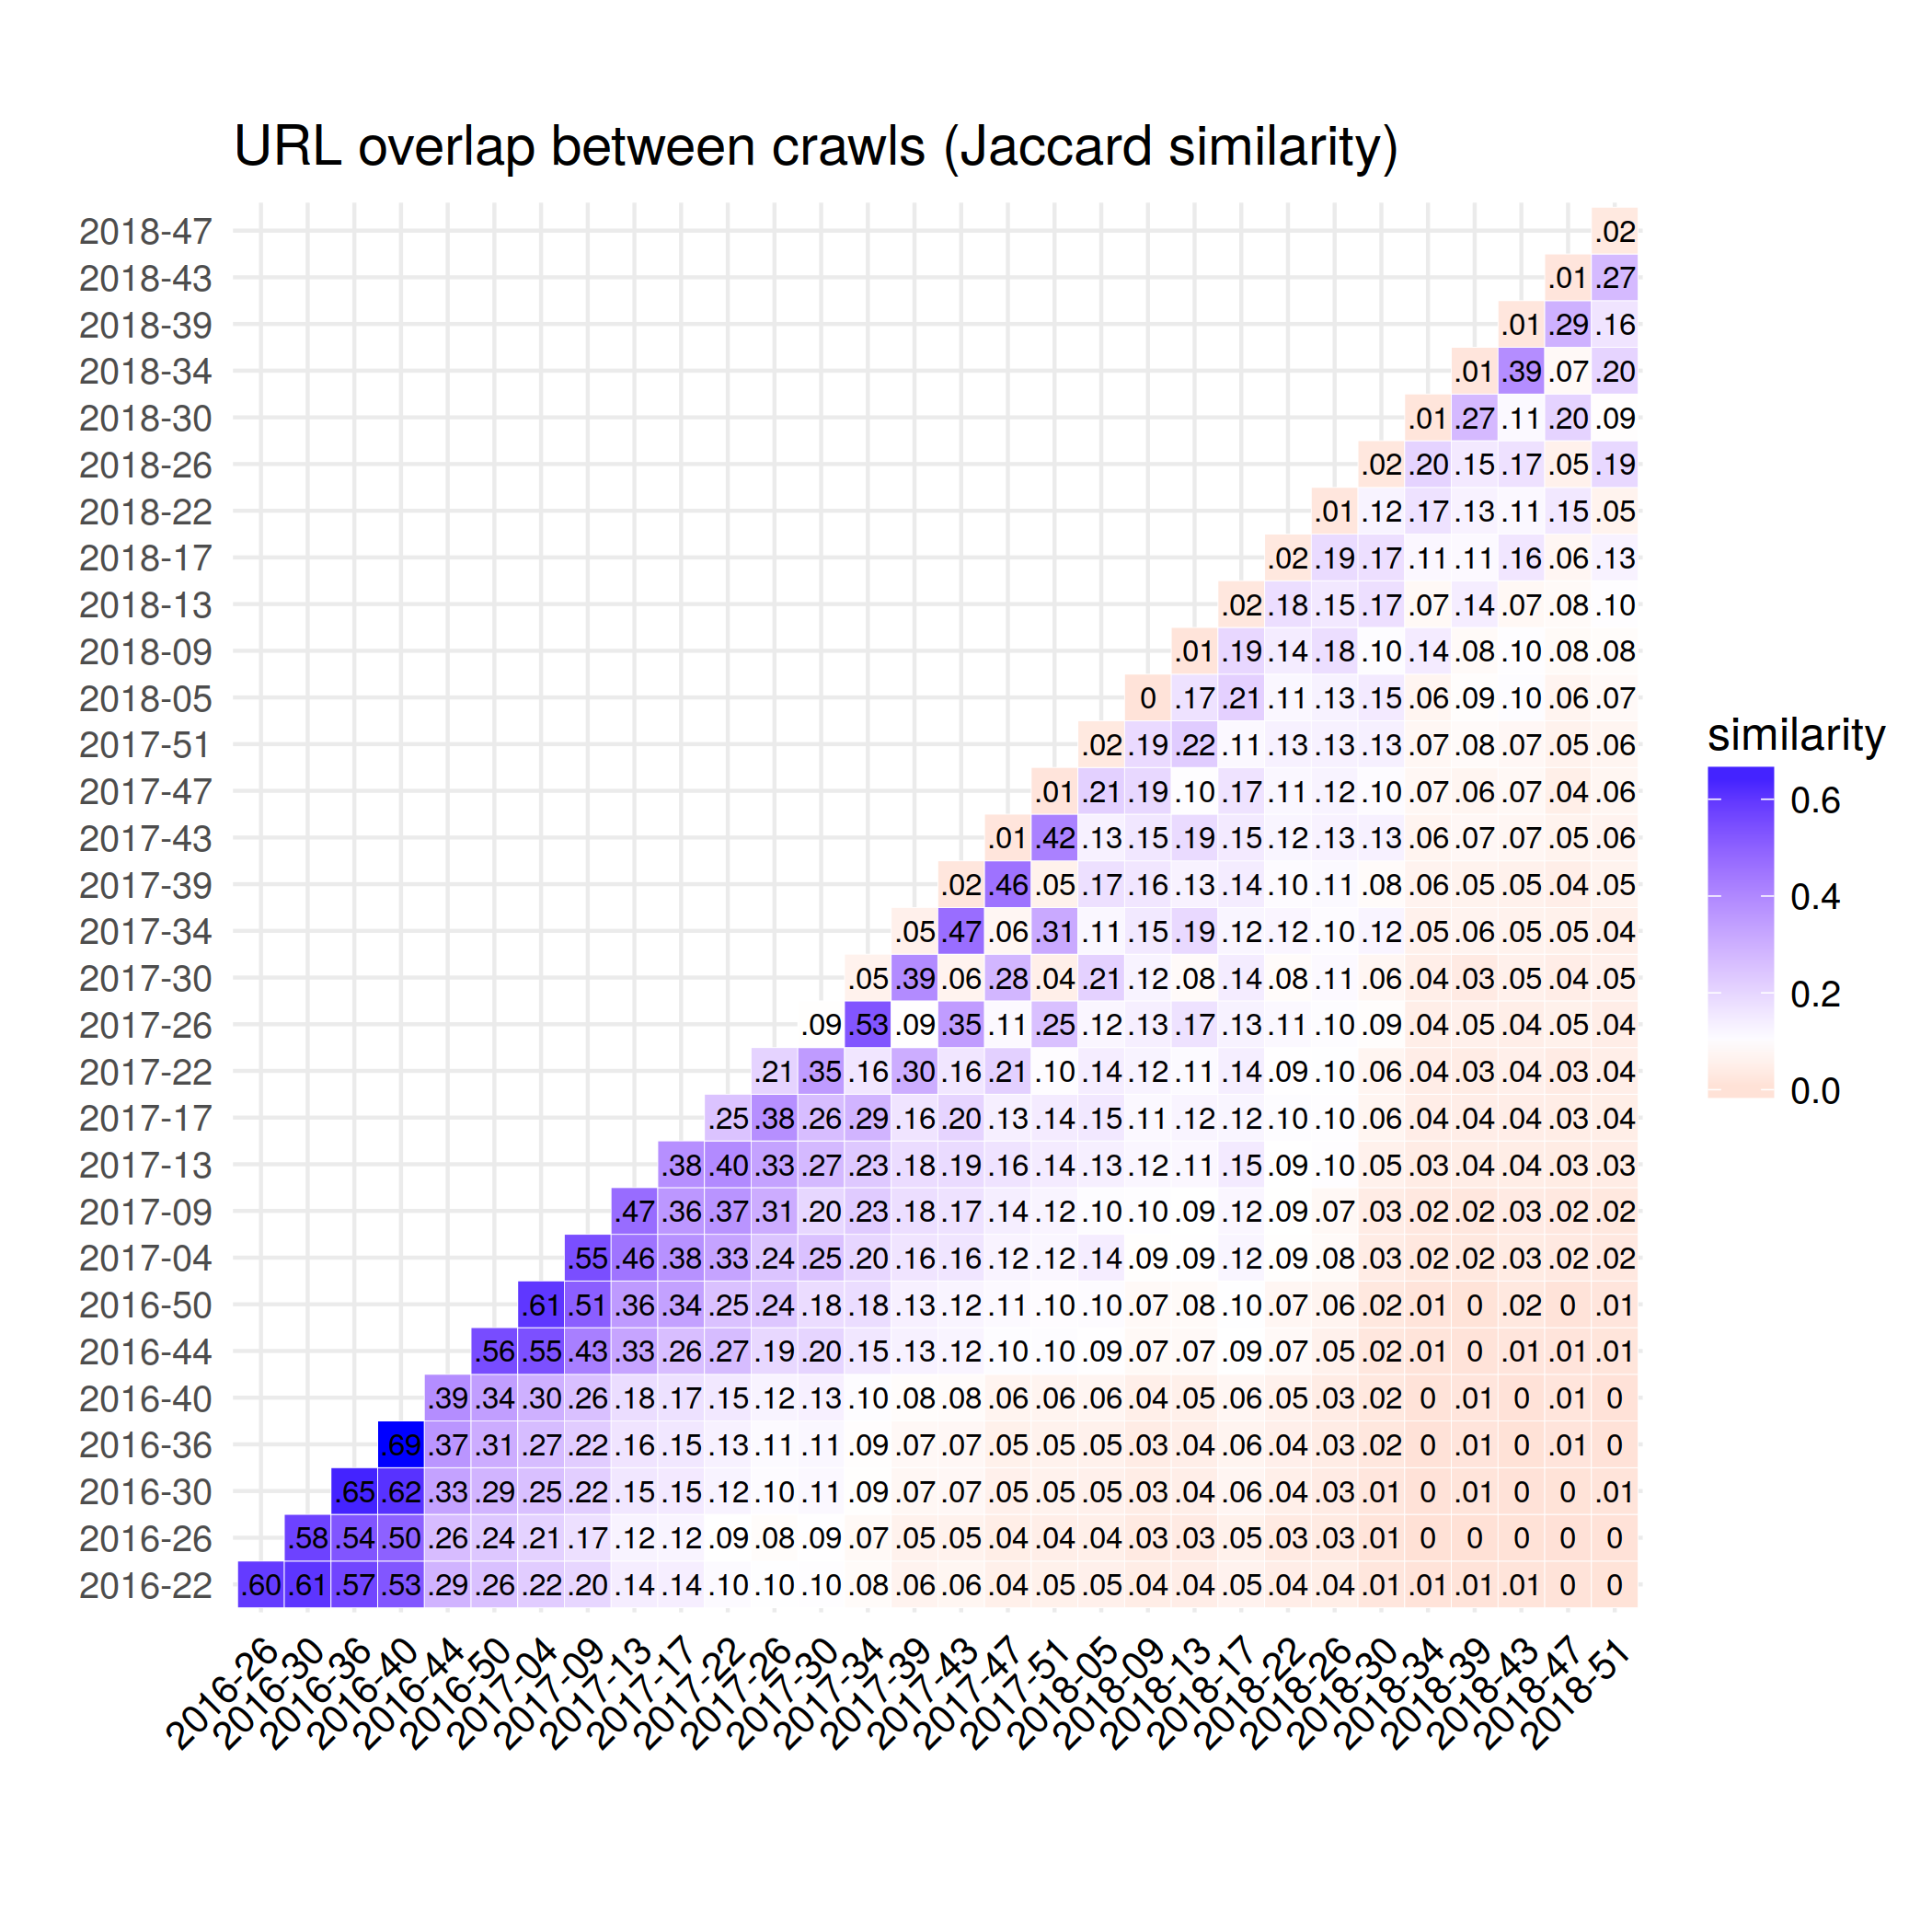 URL overlap between crawls (Jaccard similarity)
2018-47 .02
2018-43 .01 .27
2018-39 .01 .29 .16
2018-34 .01 .39 .07 .20
2018-30 .01 .27 .11 .20 .09
2018-26 .02 .20 .15 .17 .05 .19
2018-22 .01 .12 .17 .13 .11 .15 .05
2018-17 .02 .19 .17 .11 .11 .16 .06 .13
2018-13 .02 .18 .15 .17 .07 .14 .07 .08 .10
2018-09 .01 .19 .14 .18 .10 .14 .08 .10 .08 .08
2018-05 0 .17 .21 .11 .13 .15 .06 .09 .10 .06 .07
2017-51 .02 .19 .22 .11 .13 .13 .13 .07 .08 .07 .05 .06
2017-47 .01 .21 .19 .10 .17 .11 .12 .10 .07 .06 .07 .04 .06
2017-43 .01 .42 .13 .15 .19 .15 .12 .13 .13 .06 .07 .07 .05 .06
2017-39 .02 .46 .05 .17 .16 .13 .14 .10 .11 .08 .06 .05 .05 .04 .05
2017-34 .05 .47 .06 .31 .11 .15 .19 .12 .12 .10 .12 .05 .06 .05 .05 .04
2017-30 .05 .39 .06 .28 .04 .21 .12 .08 .14 .08 .11 .06 .04 .03 .05 .04 .05
2017-26 .09 .53 .09 .35 .11 .25 .12 .13 .17 .13 .11 .10 .09 .04 .05 .04 .05 .04
2017-22 .21 .35 .16 .30 .16 .21 .10 .14 .12 .11 .14 .09 .10 .06 .04 .03 .04 .03 .04
2017-17 .25 .38 .26 .29 .16 .20 .13 .14 .15 .11 .12 .12 .10 .10 .06 .04 .04 .04 .03 .04
2017-13 .38 .40 .33 .27 .23 .18 .19 .16 .14 .13 .12 .11 .15 .09 .10 .05 .03 .04 .04 .03 .03
2017-09 .47 .36 .37 .31 .20 .23 .18 .17 .14 .12 .10 .10 .09 .12 .09 .07 .03 .02 .02 .03 .02 .02
2017-04 .55 .46 .38 .33 .24 .25 .20 .16 .16 .12 .12 .14 .09 .09 .12 .09 .08 .03 .02 .02 .03 .02 .02
2016-50 .61 .51 .36 .34 .25 .24 .18 .18 .13 .12 .11 .10 .10 .07 .08 .10 .07 .06 .02 .01 0 .02 0 .01
2016-44 .56 .55 .43 .33 .26 .27 .19 .20 .15 .13 .12 .10 .10 .09 .07 .07 .09 .07 .05 .02 .01 0 .01 .01 .01
2016-40 .39 .34 .30 .26 .18 .17 .15 .12 .13 .10 .08 .08 .06 .06 .06 .04 .05 .06 .05 .03 .02 0 .01 0 .01 0
2016-36 .69 .37 .31 .27 .22 .16 .15 .13 .11 .11 .09 .07 .07 .05 .05 .05 .03 .04 .06 .04 .03 .02 0 .01 0 .01 0
2016-30 .65 .62 .33 .29 .25 .22 .15 .15 .12 .10 .11 .09 .07 .07 .05 .05 .05 .03 .04 .06 .04 .03 .01 0 .01 0 0 .01
2016-26 .58 .54 .50 .26 .24 .21 .17 .12 .12 .09 .08 .09 .07 .05 .05 .04 .04 .04 .03 .03 .05 .03 .03 .01 0 0 0 0 0
2016-22 .60 .61 .57 .53 .29 .26 .22 .20 .14 .14 .10 .10 .10 .08 .06 .06 .04 .05 .05 .04 .04 .05 .04 .04 .01 .01 .01 .01 0 0
2016-26 2016-30 2016-36 2016-40 2016-44 2016-50 2017-04 2017-09 2017-13 2017-17 2017-22 2017-26 2017-30 2017-34 2017-39 2017-43 2017-47 2017-51 2018-05 2018-09 2018-13 2018-17 2018-22 2018-26 2018-30 2018-34 2018-39 2018-43 2018-47 2018-51
similarity
0.6
0.4
0.2
0.0